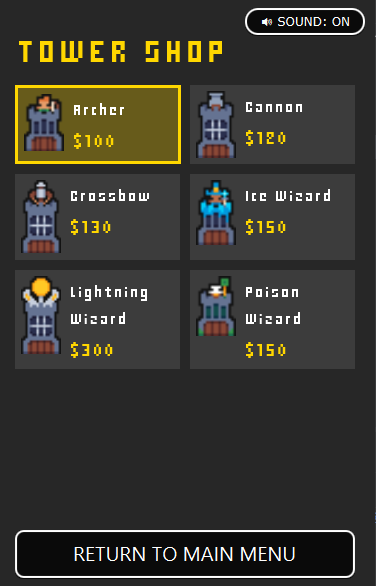 SOUND: ON
TOWER SHOP
Archer
$100
Cannon
$120
Crossbow
$130
Ice Wizard
$150
Lightning
Wizard
$300
Poison
Wizard
$150
RETURN TO MAIN MENU